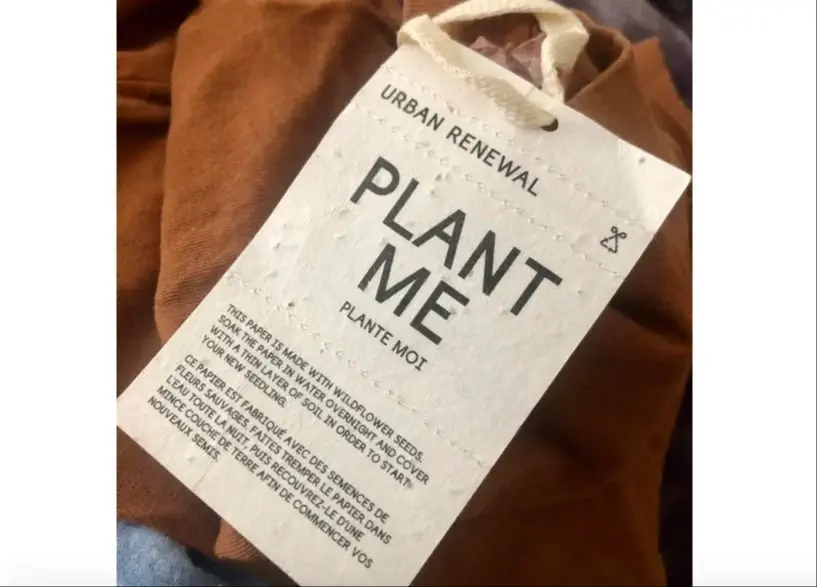 URBAN RENEWAL
PLANT
ME
PLANTE MOI
THIS PAPER IS MADE WITH WILDFLOWER SEEDS.
SOAK THE PAPER IN WATER OVERNIGHT AND COVER
WITH A THIN LAYER OF SOIL IN ORDER TO START
YOUR NEW SEEDLING.
CE PAPIER EST FABRIQUÉ AVEC DES SEMENCES DE
FLEURS SAUVAGES. FAITES TREMPER LE PAPIER DANS
L'EAU TOUTE LA NUIT, PUIS RECOUVREZ-LE D'UNE
MINCE COUCHE DE TERRE AFIN DE COMMENCER VOS
NOUVEAUX SEMIS.